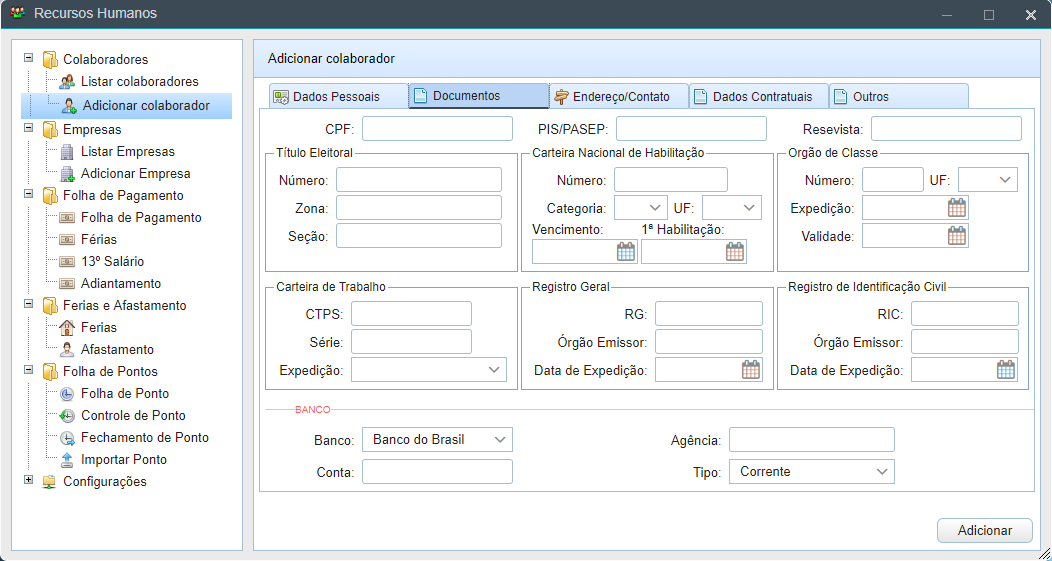 Recursos Humanos
Colaboradores
Listar colaboradores
Adicionar colaborador
Empresas
Listar Empresas
Adicionar Empresa
Folha de Pagamento
Folha de Pagamento
Férias
13º Salário
Adiantamento
Ferias e Afastamento
Ferias
Afastamento
Folha de Pontos
Folha de Ponto
Controle de Ponto
Fechamento de Ponto
Importar Ponto
Configurações
Adicionar colaborador
Dados Pessoais Documentos Endereço/Contato Dados Contratuais Outros
CPF: PIS/PASEP: Resevista:
Título Eleitoral
Número:
Zona:
Seção:
Carteira Nacional de Habilitação
Número:
Categoria: UF:
Vencimento: 1ª Habilitação:
Orgão de Classe
Número: UF:
Expedição:
Validade:
Carteira de Trabalho
CTPS:
Série:
Expedição:
Registro Geral
RG:
Órgão Emissor:
Data de Expedição:
Registro de Identificação Civil
RIC:
Órgão Emissor:
Data de Expedição:
BANCO
Banco: Banco do Brasil Agência:
Conta: Tipo: Corrente
Adicionar